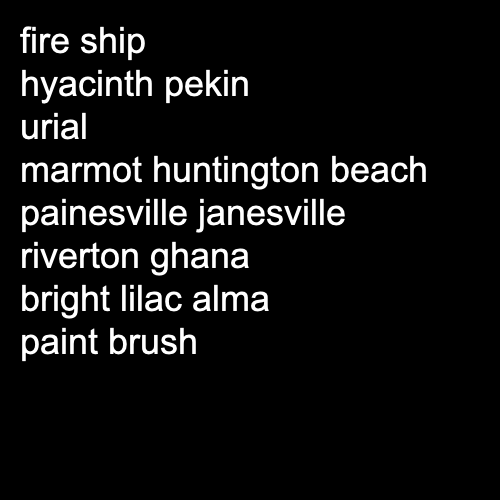 fire ship
hyacinth pekin
urial
marmot huntington beach
painesville janesville
riverton ghana
bright lilac alma
paint brush